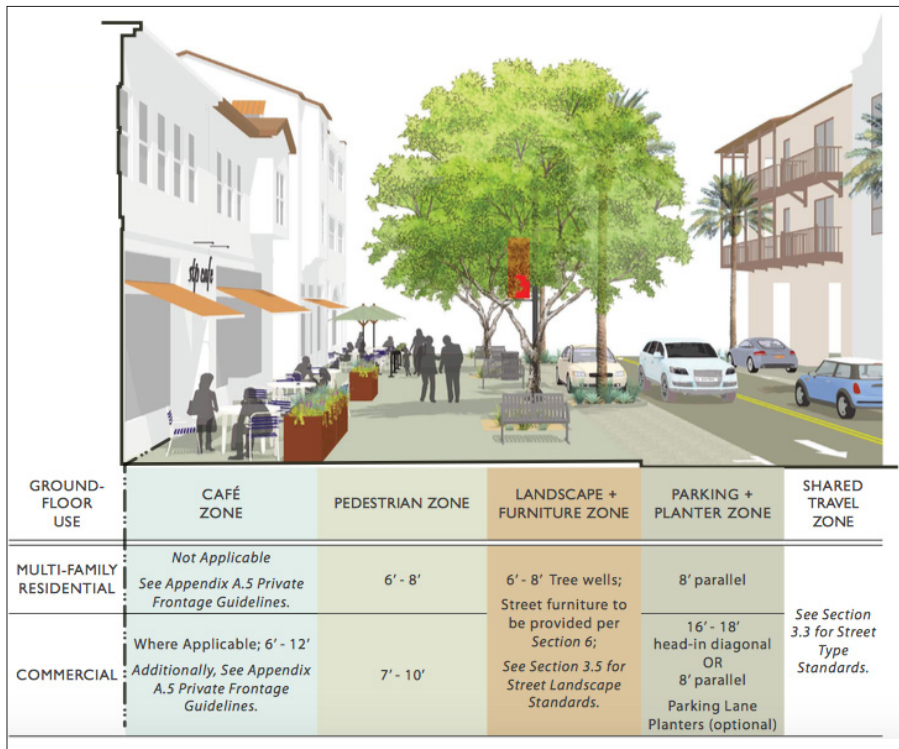 slp cafe
GROUND-
FLOOR
USE
CAFÉ
ZONE
PEDESTRIAN ZONE
LANDSCAPE +
FURNITURE ZONE
PARKING +
PLANTER ZONE
SHARED
TRAVEL
ZONE
MULTI-FAMILY
RESIDENTIAL
Not Applicable
See Appendix A.5 Private
Frontage Guidelines.
6' - 8'
6' - 8' Tree wells;
Street furniture to
be provided per
Section 6;
See Section 3.5 for
Street Landscape
Standards.
8' parallel
See Section
3.3 for Street
Type
Standards.
COMMERCIAL
Where Applicable; 6' - 12'
Additionally, See Appendix
A.5 Private Frontage
Guidelines.
7' - 10'
16' - 18'
head-in diagonal
OR
8' parallel
Parking Lane
Planters (optional)